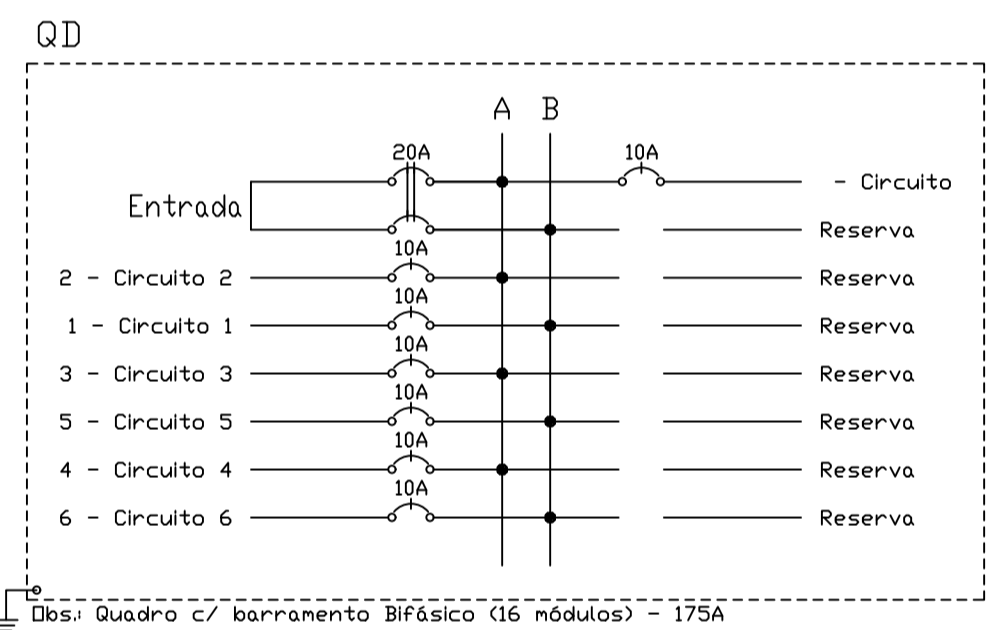 QD
A B
20A 10A
- Circuito
Entrada
Reserva
10A
2 - Circuito 2 Reserva
10A
1 - Circuito 1 Reserva
10A
3 - Circuito 3 Reserva
10A
5 - Circuito 5 Reserva
10A
4 - Circuito 4 Reserva
10A
6 - Circuito 6 Reserva
Obs.: Quadro c/ barramento Bifásico (16 módulos) - 175A